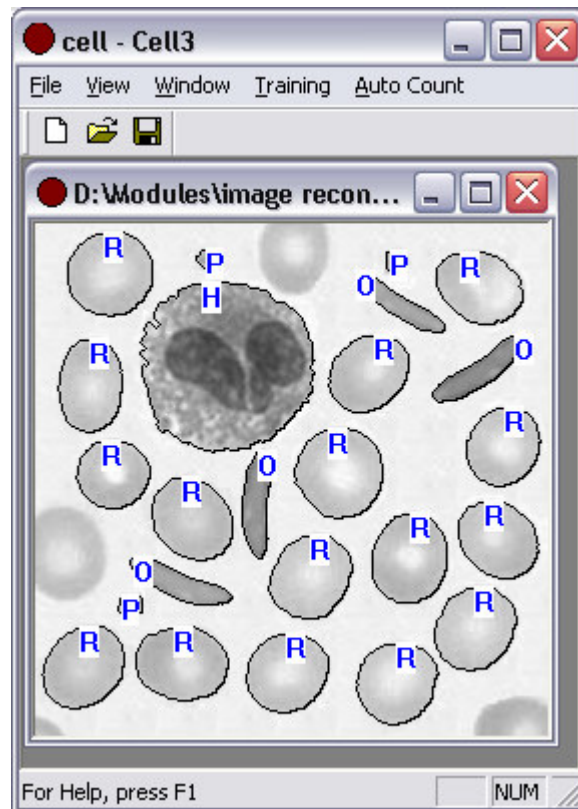 cell - Cell3
File View Window Training Auto Count
D:\Modules\image recon...
R P P R
O
H
R R O
R
R O R
R
R R
R
O
P
R
R R R R
For Help, press F1 NUM